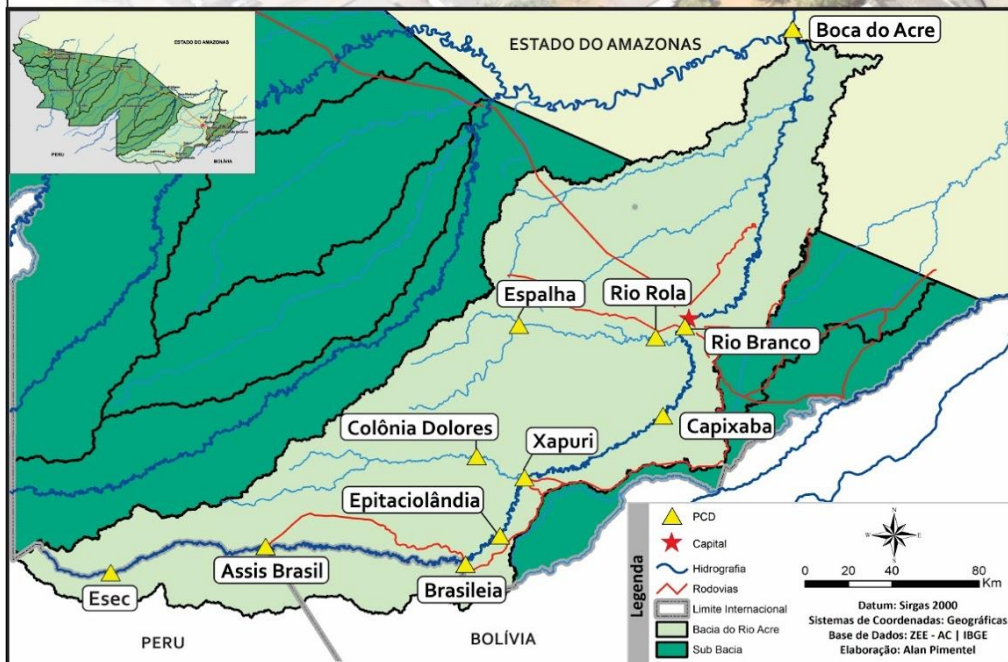 ESTADO DO AMAZONAS
PERU
BOLÍVIA
ESTADO DO AMAZONAS
Boca do Acre
Espalha
Rio Rola
Rio Branco
Colônia Dolores
Xapuri
Capixaba
Epitaciolândia
Esec
Assis Brasil
Brasileia
PERU
BOLÍVIA
Legenda
PCD
Capital
Hidrografia
Rodovias
Limite Internacional
Bacia do Rio Acre
Sub Bacia
N
W
E
S
0 20 40 80
Km
Datum: Sirgas 2000
Sistemas de Coordenadas: Geográficas
Base de Dados: ZEE - AC | IBGE
Elaboração: Alan Pimentel